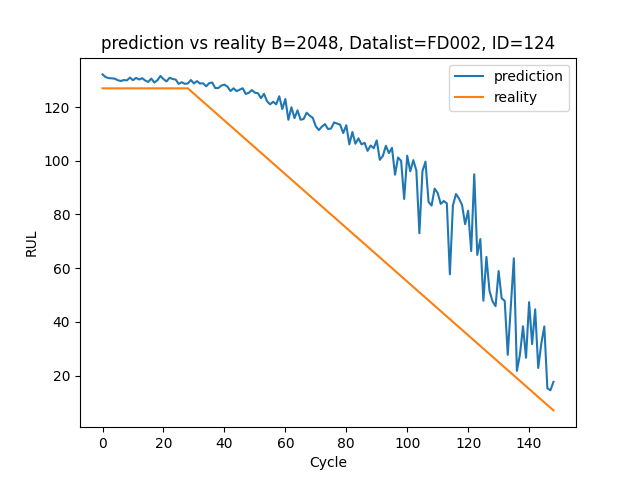 prediction vs reality B=2048, Datalist=FD002, ID=124
prediction
reality
RUL
120
100
80
60
40
20
0 20 40 60 80 100 120 140
Cycle